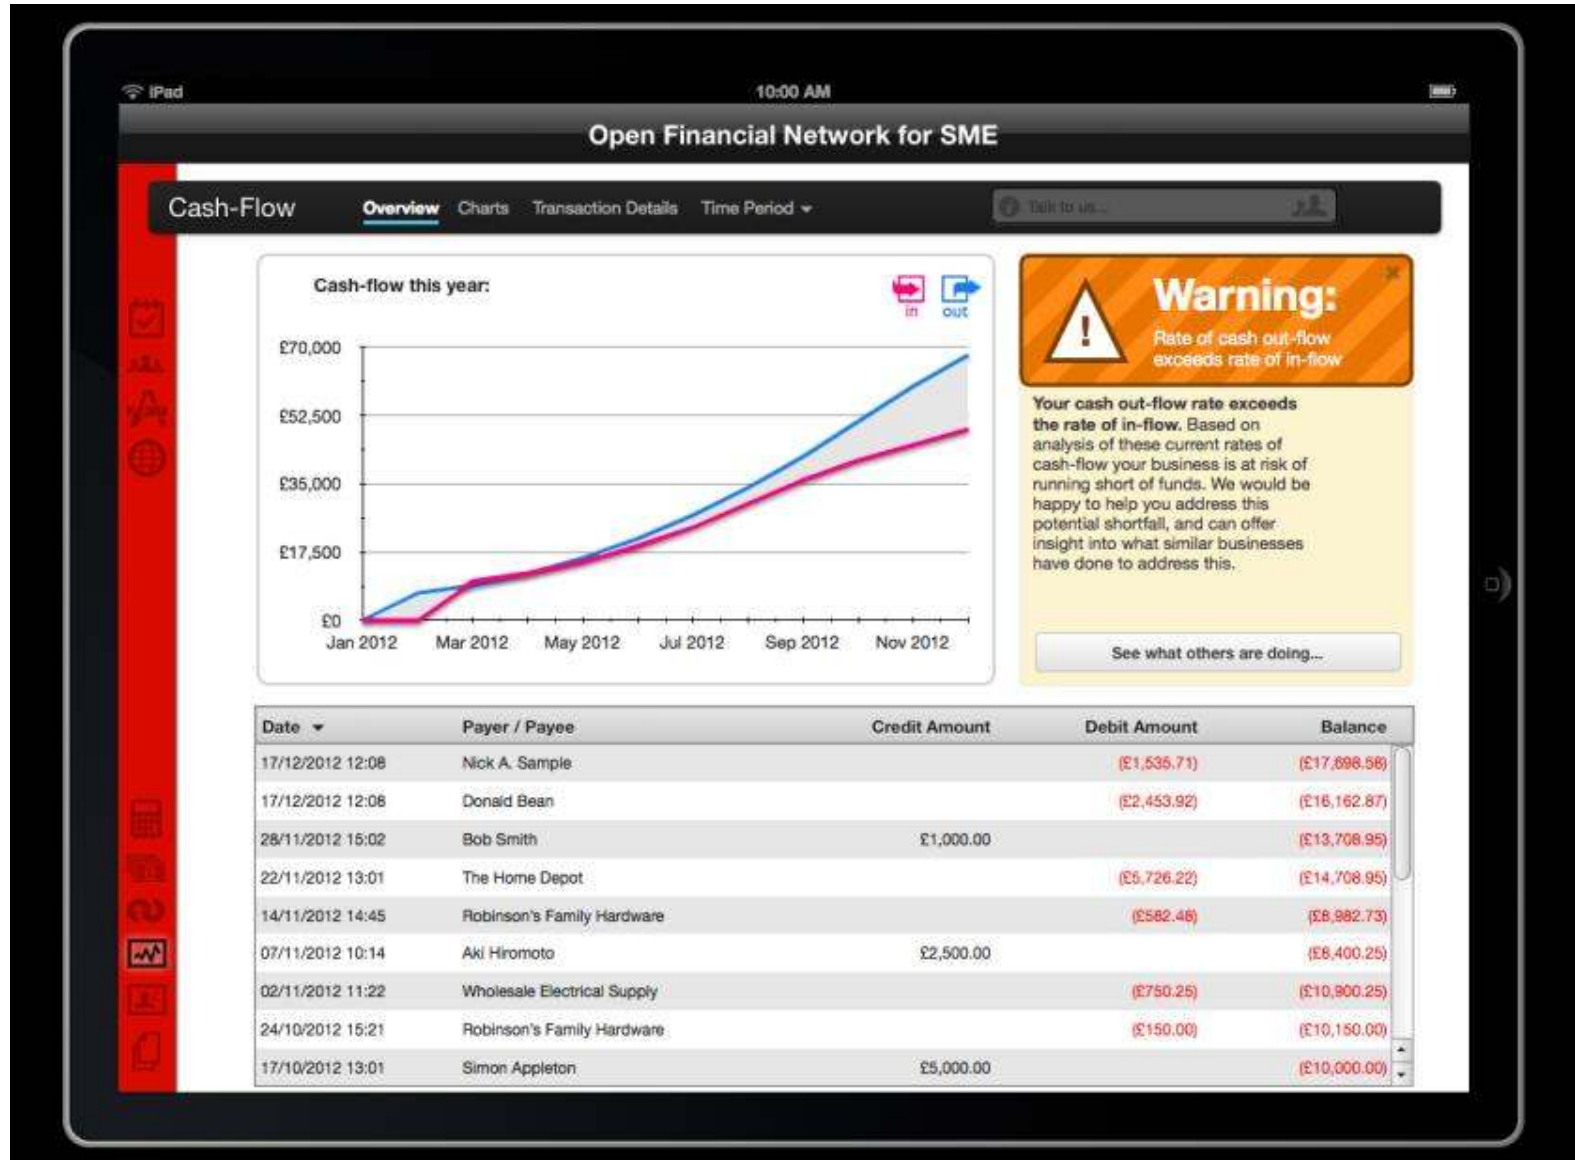 iPad
10:00 AM
Open Financial Network for SME
Cash-Flow
Overview
Charts
Transaction Details
Time Period
Talk to us...
Cash-flow this year:
in
out
£70,000
£52,500
£35,000
£17,500
£0
Jan 2012
Mar 2012
May 2012
Jul 2012
Sep 2012
Nov 2012
Warning:
Rate of cash out-flow
exceeds rate of in-flow
Your cash out-flow rate exceeds
the rate of in-flow. Based on
analysis of these current rates of
cash-flow your business is at risk of
running short of funds. We would be
happy to help you address this
potential shortfall, and can offer
insight into what similar businesses
have done to address this.
See what others are doing...
Date Payer / Payee Credit Amount Debit Amount Balance
17/12/2012 12:08 Nick A. Sample (£1,535.71) (£17,698.58)
17/12/2012 12:08 Donald Bean (£2,453.92) (£16,162.87)
28/11/2012 15:02 Bob Smith £1,000.00 (£13,708.95)
22/11/2012 13:01 The Home Depot (£5,726.22) (£14,708.95)
14/11/2012 14:45 Robinson's Family Hardware (£582.48) (£8,982.73)
07/11/2012 10:14 Aki Hiromoto £2,500.00 (£8,400.25)
02/11/2012 11:22 Wholesale Electrical Supply (£750.25) (£10,900.25)
24/10/2012 15:21 Robinson's Family Hardware (£150.00) (£10,150.00)
17/10/2012 13:01 Simon Appleton £5,000.00 (£10,000.00)